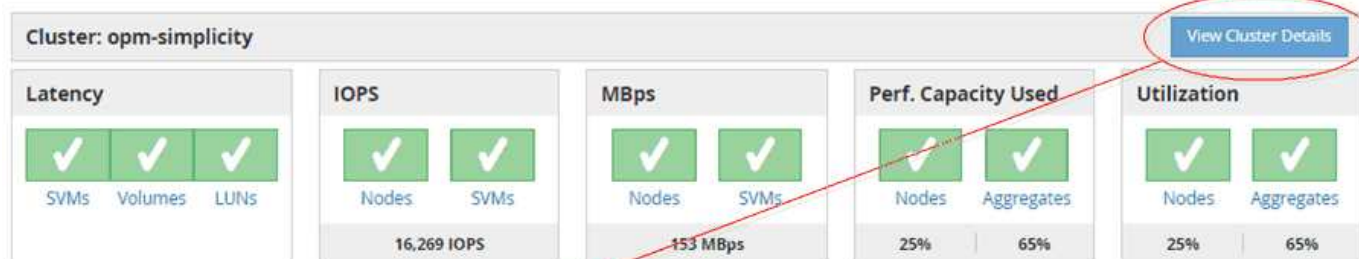 Cluster: opm-simplicity View Cluster Details
Latency IOPS MBps Perf. Capacity Used Utilization
SVMs Volumes LUNs Nodes SVMs Nodes SVMs Nodes Aggregates Nodes Aggregates
16,269 IOPS 153 MBps 25% 65% 25% 65%